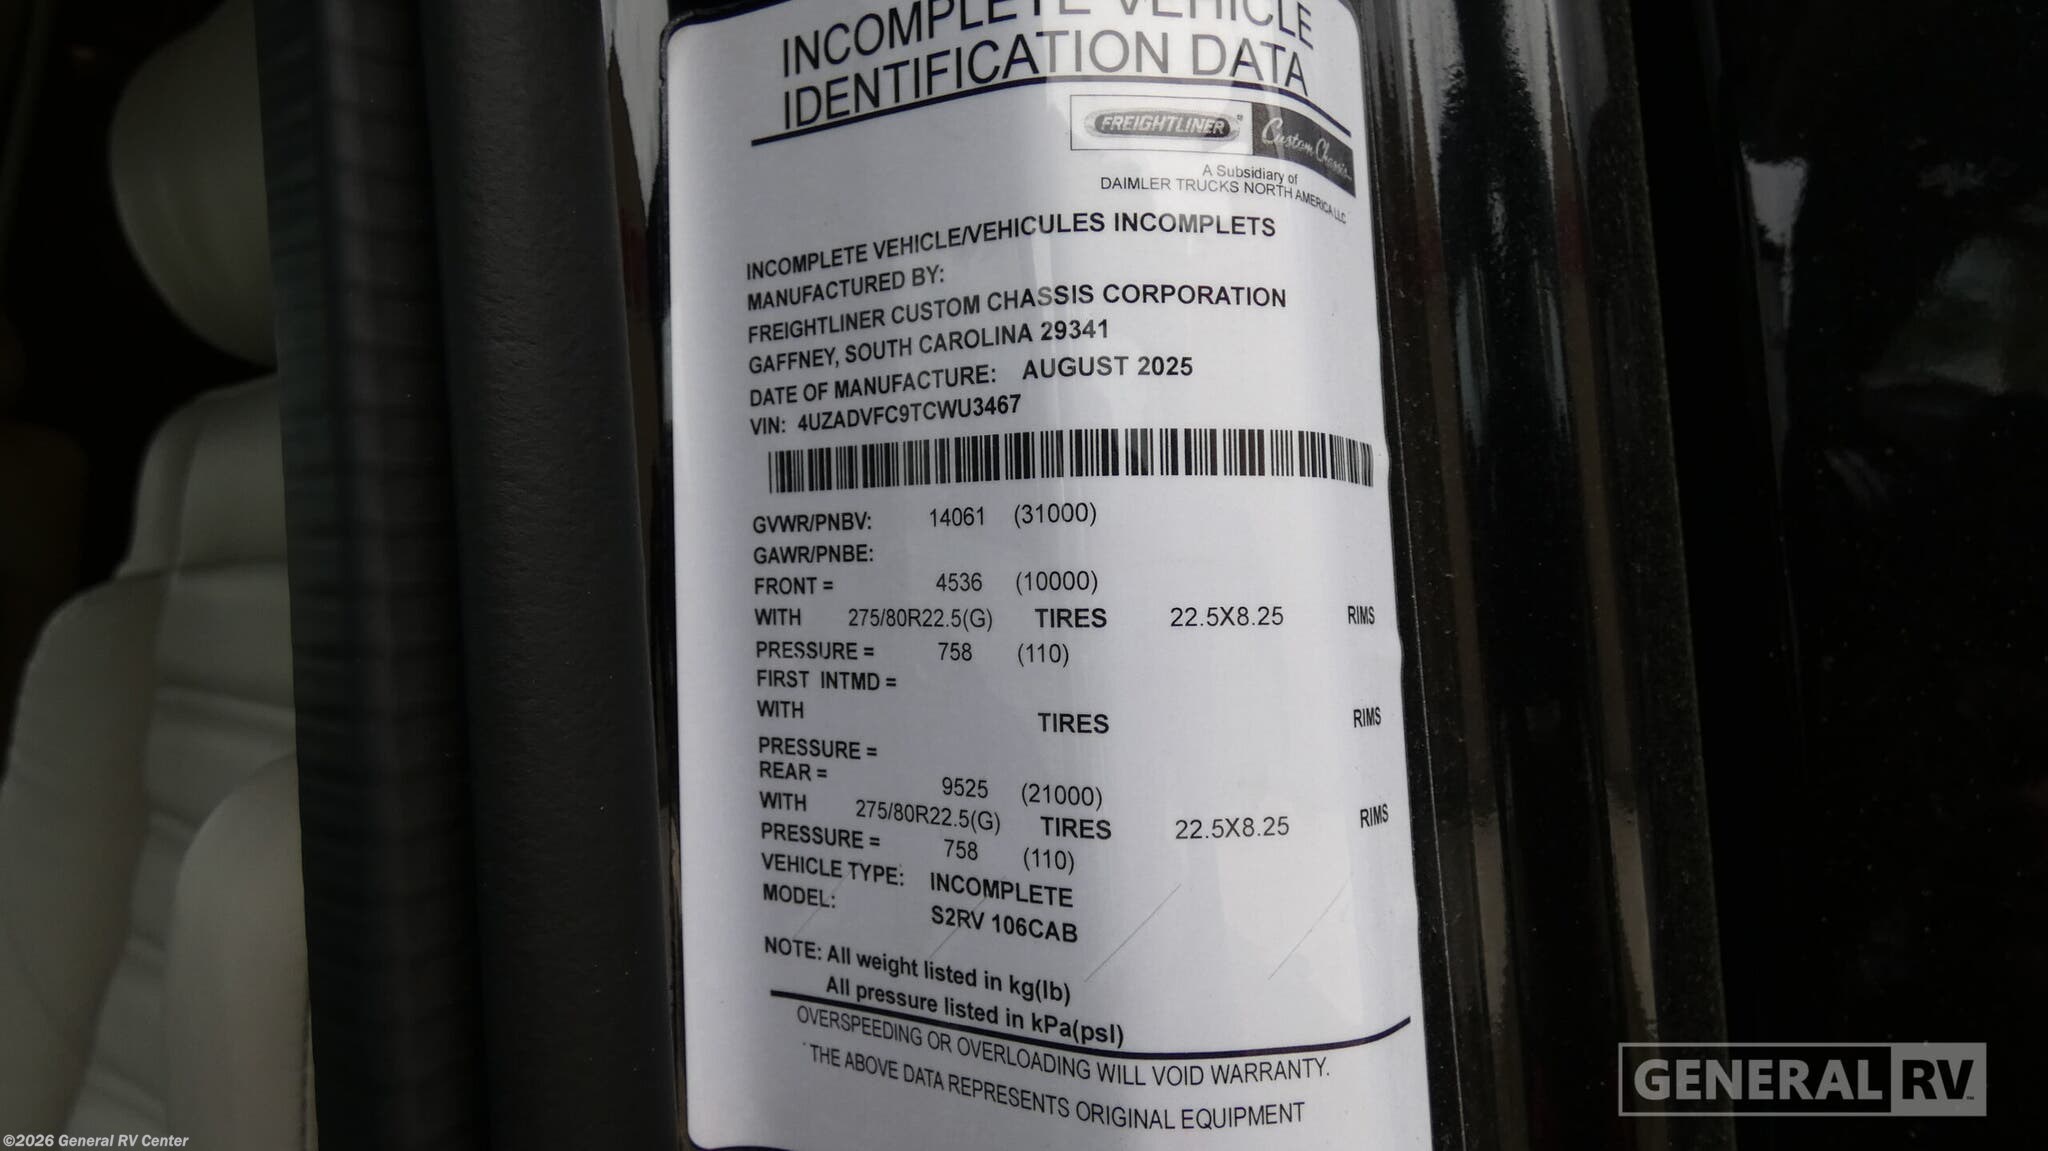 INCOMPLETE VEHICLE
IDENTIFICATION DATA
FREIGHTLINER® Custom Chassis
A Subsidiary of
DAIMLER TRUCKS NORTH AMERICA LLC
INCOMPLETE VEHICLE/VEHICULES INCOMPLETS
MANUFACTURED BY:
FREIGHTLINER CUSTOM CHASSIS CORPORATION
GAFFNEY, SOUTH CAROLINA 29341
DATE OF MANUFACTURE: AUGUST 2025
VIN: 4UZADVFC9TCWU3467
GVWR/PNBV: 14061 (31000)
GAWR/PNBE:
FRONT = 4536 (10000)
WITH 275/80R22.5(G) TIRES 22.5X8.25 RIMS
PRESSURE = 758 (110)
FIRST INTMD =
WITH TIRES RIMS
PRESSURE =
REAR = 9525 (21000)
WITH 275/80R22.5(G) TIRES 22.5X8.25 RIMS
PRESSURE = 758 (110)
VEHICLE TYPE: INCOMPLETE
MODEL: S2RV 106CAB
NOTE: All weight listed in kg(lb)
All pressure listed in kPa(psl)
OVERSPEEDING OR OVERLOADING WILL VOID WARRANTY.
THE ABOVE DATA REPRESENTS ORIGINAL EQUIPMENT
GENERAL RV
©2026 General RV Center